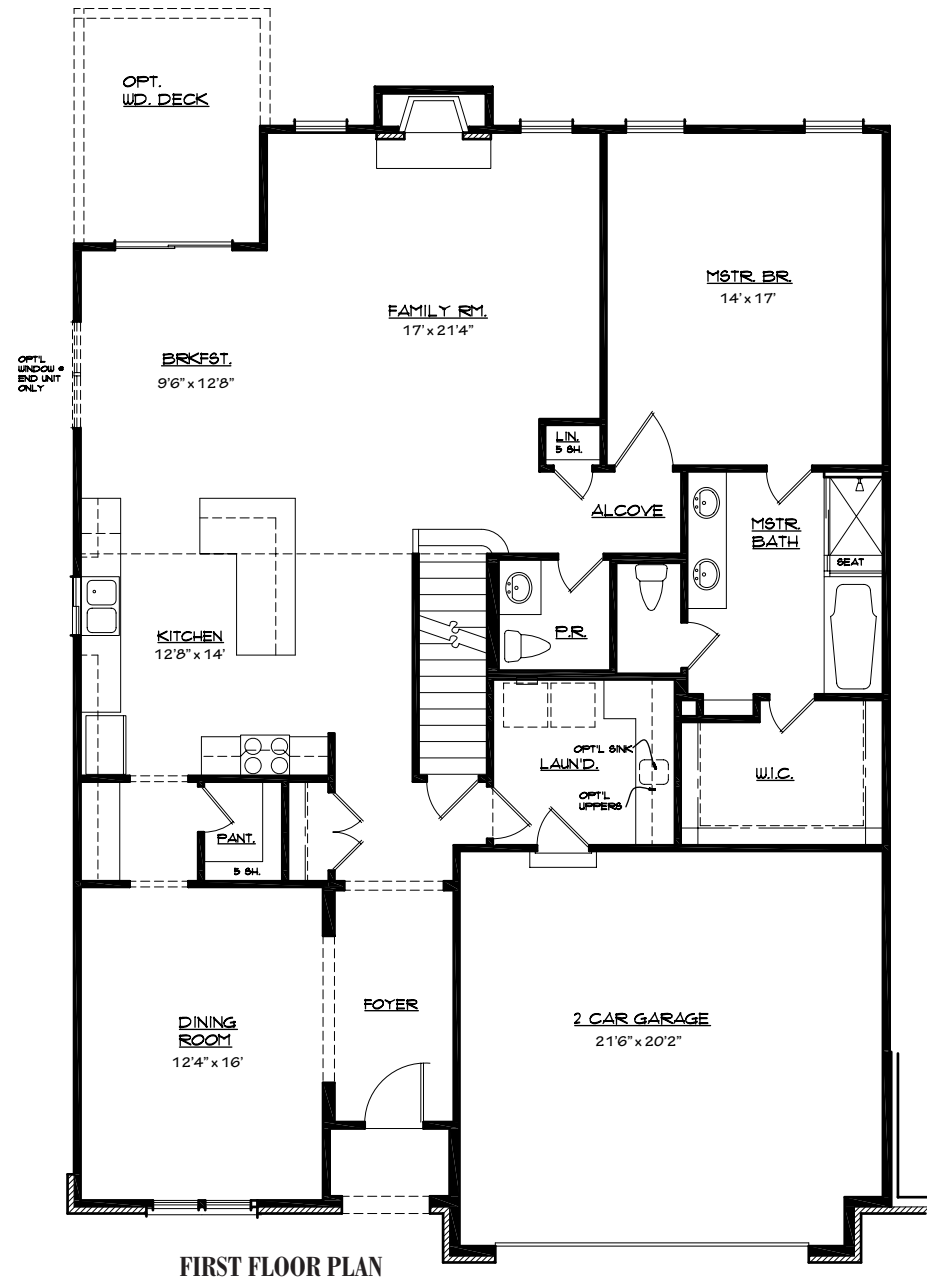 OPT.
WD. DECK
MSTR. BR.
14' x 17'
FAMILY RM.
17' x 21'4"
OPT'L
WINDOW @
END UNIT
ONLY
BRKFST.
9'6" x 12'8"
LIN.
5 SH.
ALCOVE
MSTR.
BATH
SEAT
KITCHEN
12'8" x 14'
P.R.
OPT'L SINK
LAUN'D.
W.I.C.
OPT'L
UPPERS
PANT.
5 SH.
FOYER
DINING
ROOM
12'4" x 16'
2 CAR GARAGE
21'6" x 20'2"
FIRST FLOOR PLAN